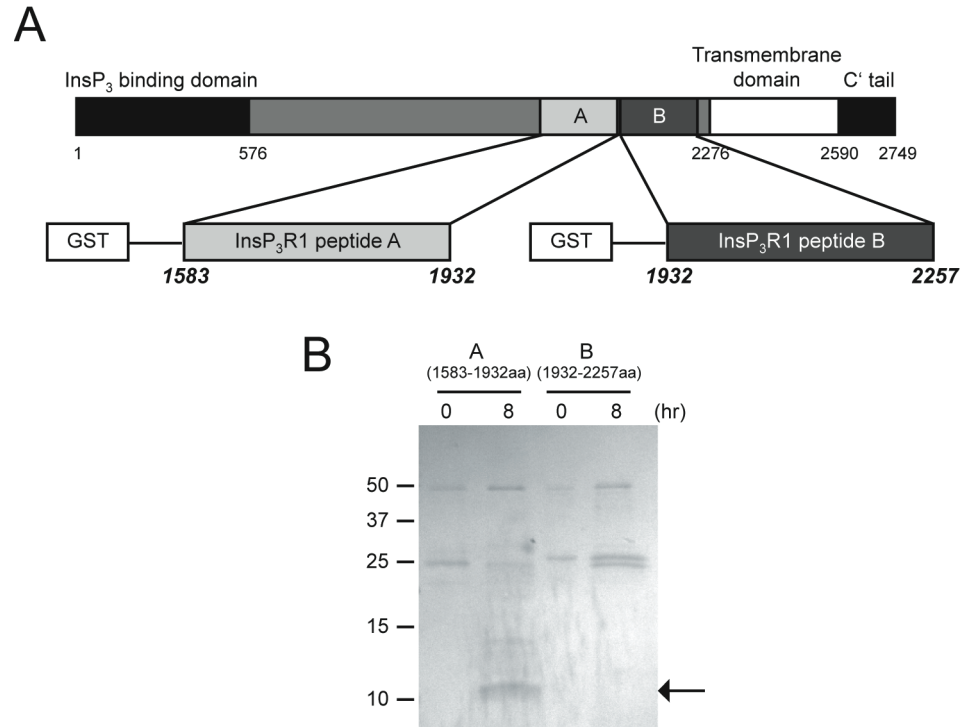 A
InsP₃ binding domain
Transmembrane
domain
C' tail
A
B
1
576
2276
2590
2749
GST
InsP₃R1 peptide A
GST
InsP₃R1 peptide B
1583
1932
1932
2257
B
A
B
(1583-1932aa)
(1932-2257aa)
0
8
0
8
(hr)
50
37
25
15
10